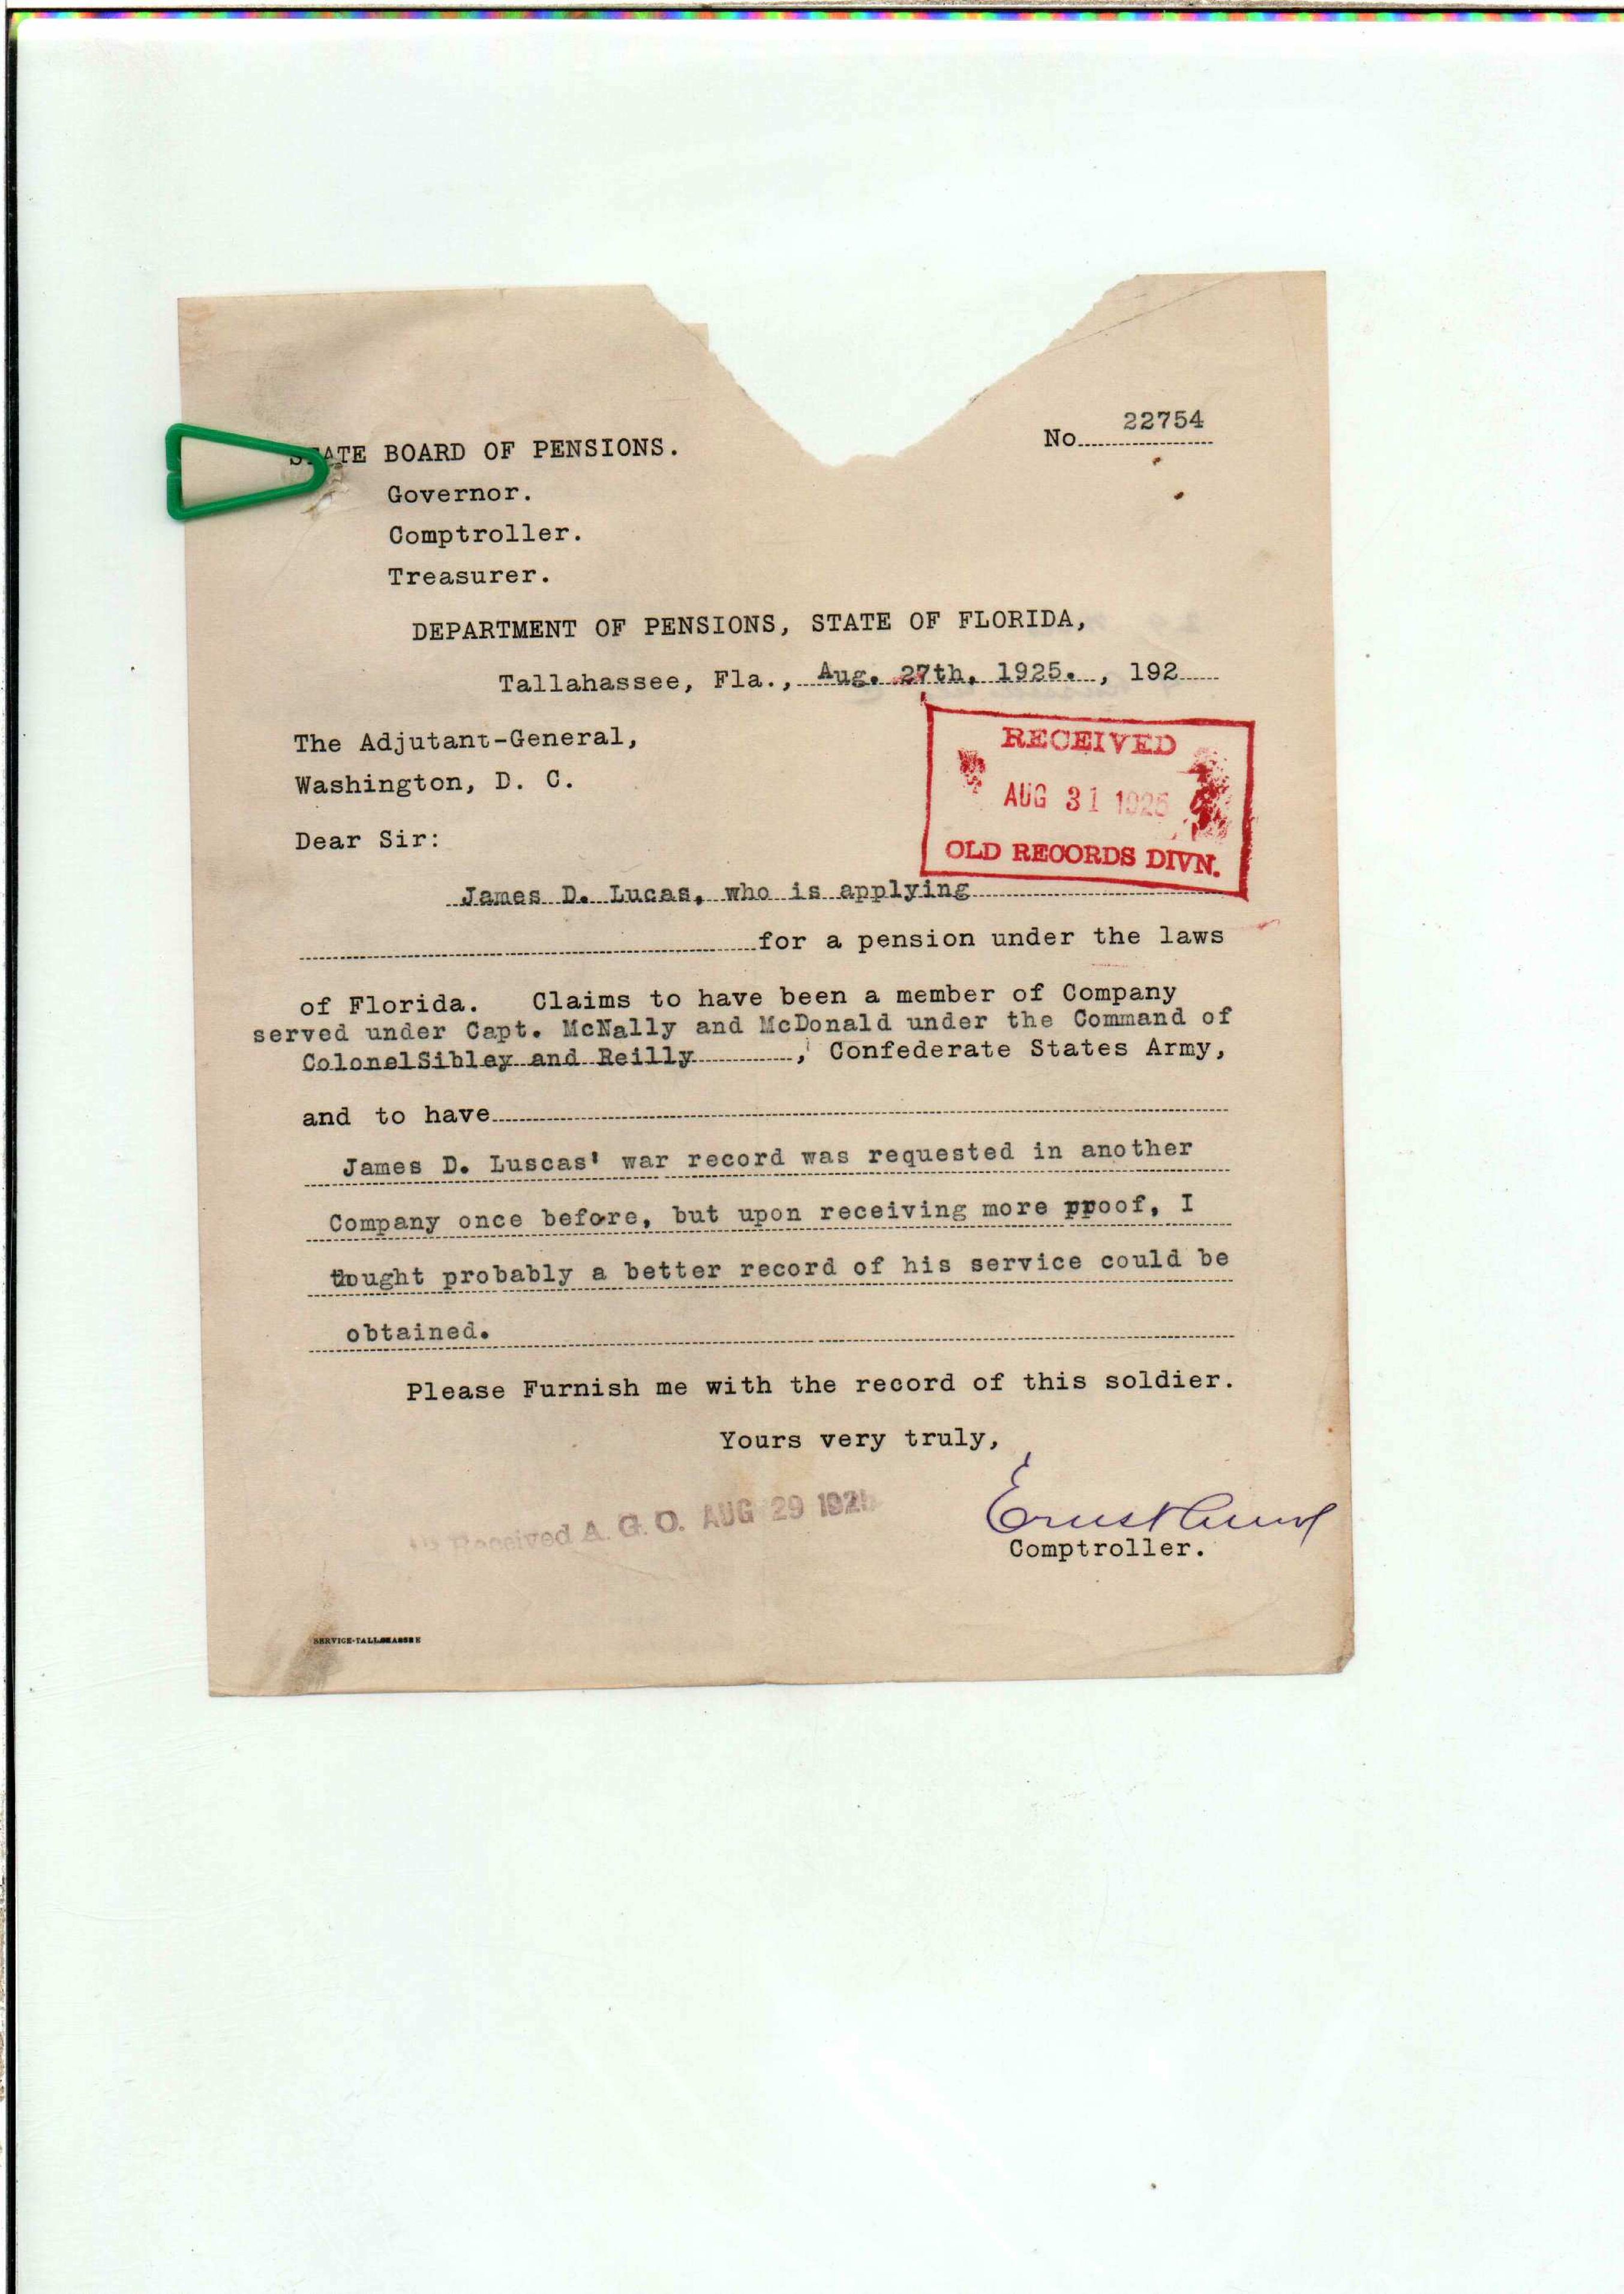 No. 22754
STATE BOARD OF PENSIONS.
Governor.
Comptroller.
Treasurer.
DEPARTMENT OF PENSIONS, STATE OF FLORIDA,
Tallahassee, Fla., Aug. 27th, 1925. , 192
The Adjutant-General,
Washington, D. C.
RECEIVED
AUG 31 1925
OLD RECORDS DIVN.
Dear Sir:
James D. Lucas, who is applying
for a pension under the laws
of Florida. Claims to have been a member of Company
served under Capt. McNally and McDonald under the Command of
ColonelSibley and Reilly , Confederate States Army,
and to have
James D. Luscas' war record was requested in another
Company once before, but upon receiving more proof, I
thought probably a better record of his service could be
obtained.
Please Furnish me with the record of this soldier.
Yours very truly,
Ernest Amos
Comptroller.
Received A. G. O. AUG 29 1925
SERVICE-TALLAHASSEE